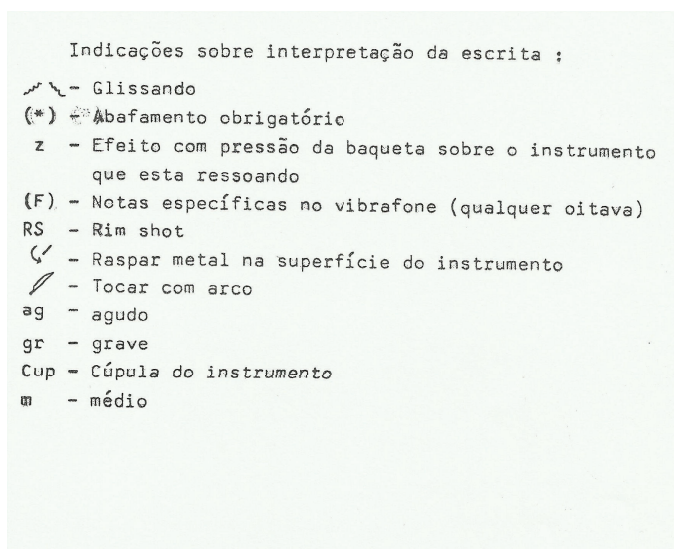 Indicações sobre interpretação da escrita :
- Glissando
(*) - Abafamento obrigatório
z - Efeito com pressão da baqueta sobre o instrumento
que esta ressoando
(F) - Notas específicas no vibrafone (qualquer oitava)
RS - Rim shot
- Raspar metal na superfície do instrumento
- Tocar com arco
ag - agudo
gr - grave
Cup - Cúpula do instrumento
m - médio